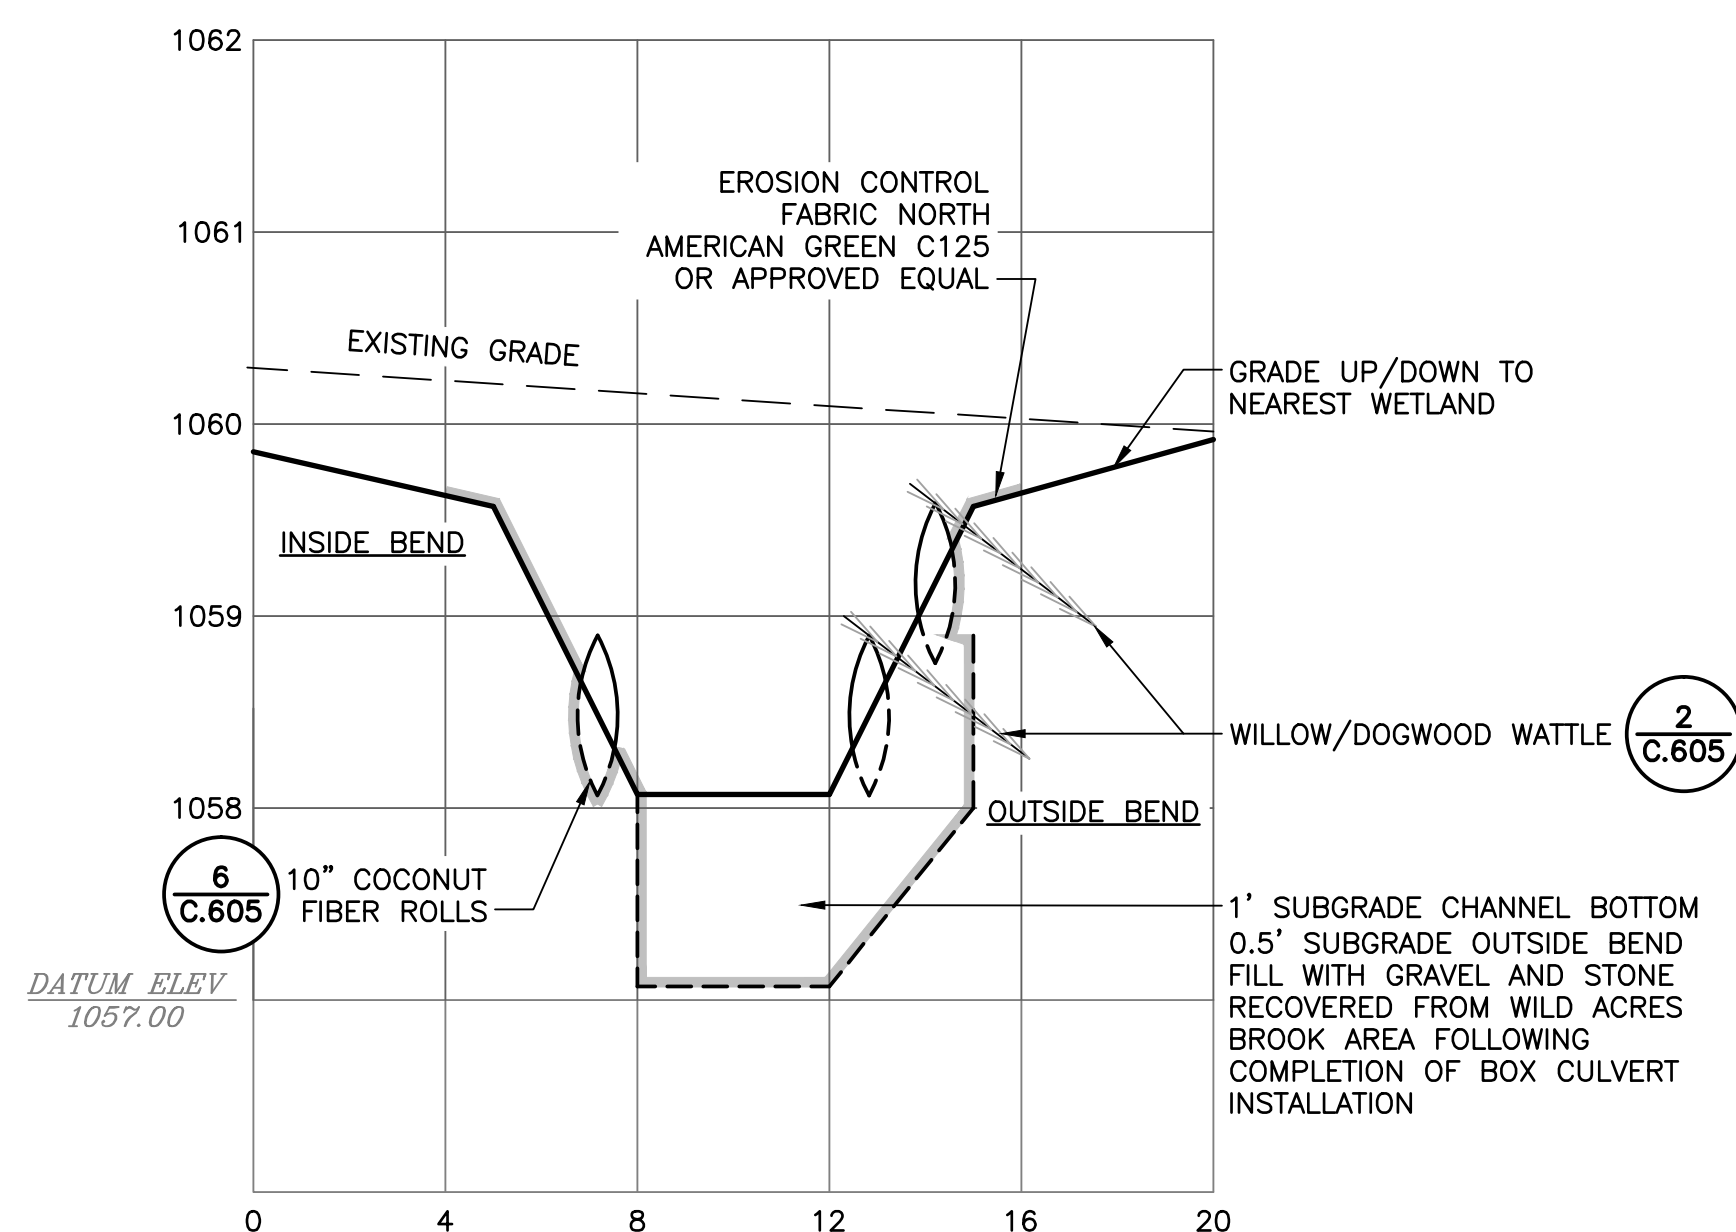 1062
1061
1060
1059
1058
EROSION CONTROL
FABRIC NORTH
AMERICAN GREEN C125
OR APPROVED EQUAL
EXISTING GRADE
GRADE UP/DOWN TO
NEAREST WETLAND
INSIDE BEND
WILLOW/DOGWOOD WATTLE
2
C.605
OUTSIDE BEND
6
C.605
10" COCONUT
FIBER ROLLS
1' SUBGRADE CHANNEL BOTTOM
0.5' SUBGRADE OUTSIDE BEND
FILL WITH GRAVEL AND STONE
RECOVERED FROM WILD ACRES
BROOK AREA FOLLOWING
COMPLETION OF BOX CULVERT
INSTALLATION
DATUM ELEV
1057.00
0 4 8 12 16 20